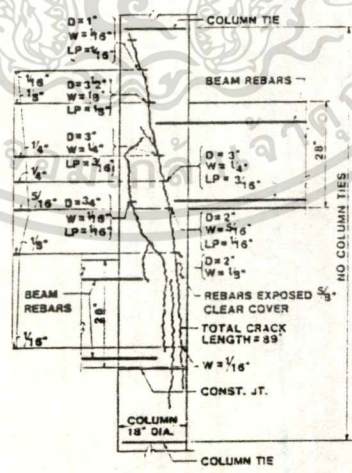 COLUMN TIE
D = 1"
W = 1/16"
LP = 1/16"
BEAM REBARS
1/16"
1/8"
D = 3 1/2"
W = 1/8"
LP = 1/8"
28"
1/4"
1/4"
D = 3"
W = 1/4"
LP = 3/16"
D = 3"
W = 1/4"
LP = 3/16"
NO COLUMN TIES
5/16"
D = 3/4"
W = 1/16"
LP = 1/16"
D = 2"
W = 5/16"
LP = 1/16"
1/8"
D = 2"
W = 1/8"
BEAM
REBARS
28"
REBARS EXPOSED 5/8"
CLEAR COVER
TOTAL CRACK
LENGTH = 89"
1/16"
W = 1/16"
CONST. JT.
COLUMN
18" DIA.
COLUMN TIE